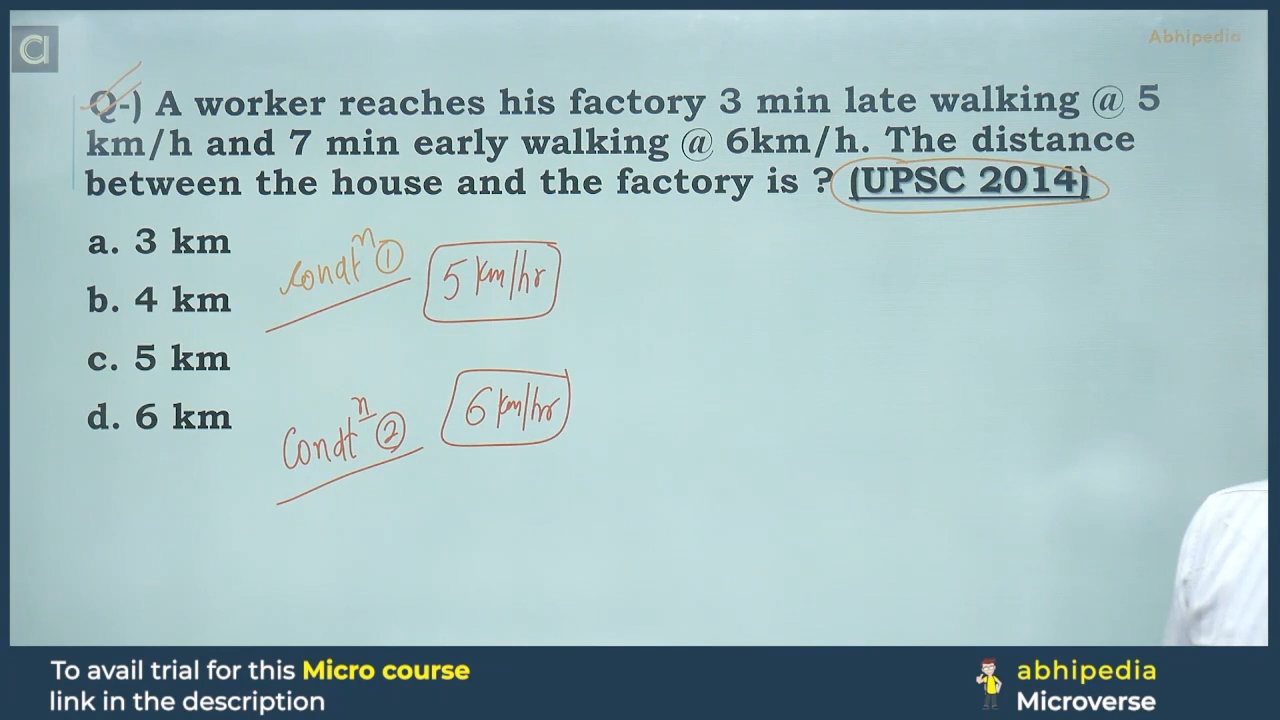 Abhipedia
Q-) A worker reaches his factory 3 min late walking @ 5
km/h and 7 min early walking @ 6km/h. The distance
between the house and the factory is ? (UPSC 2014)
a. 3 km
b. 4 km
c. 5 km
d. 6 km
condtⁿ ①
5 km/hr
Condtⁿ ②
6 km/hr
To avail trial for this Micro course
link in the description
abhipedia
Microverse